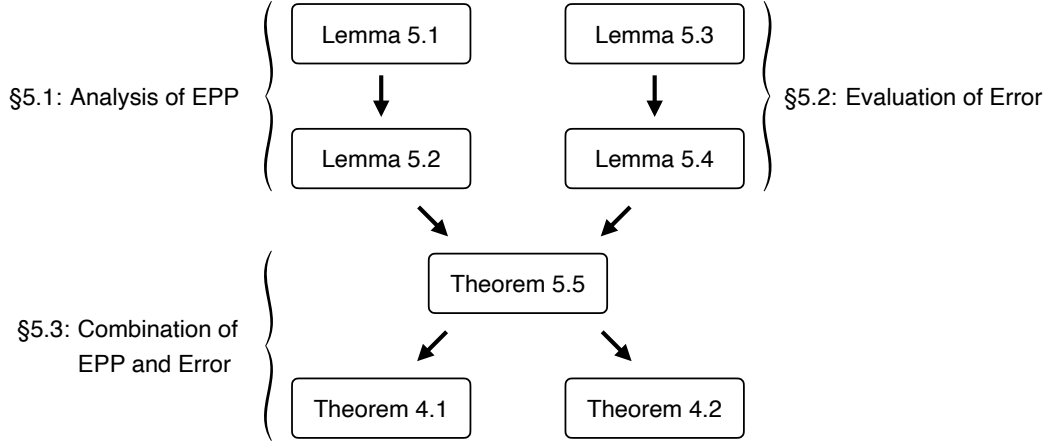 Lemma 5.1
Lemma 5.3
§5.1: Analysis of EPP
§5.2: Evaluation of Error
Lemma 5.2
Lemma 5.4
Theorem 5.5
§5.3: Combination of
EPP and Error
Theorem 4.1
Theorem 4.2